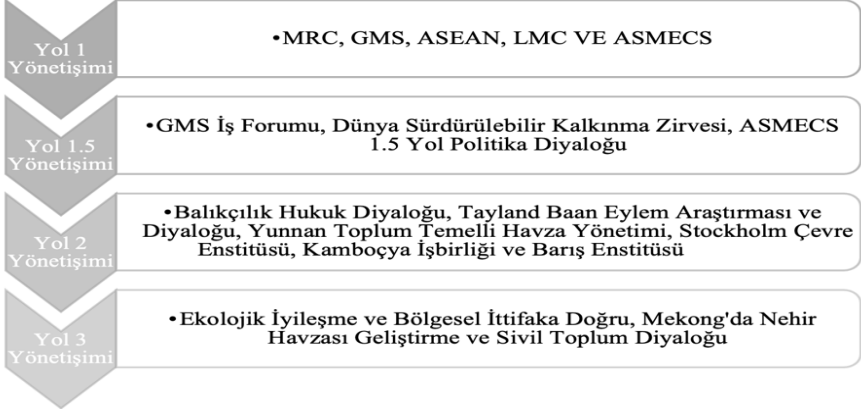 Yol 1
Yönetişimi
•MRC, GMS, ASEAN, LMC VE ASMECS
Yol 1.5
Yönetişimi
•GMS İş Forumu, Dünya Sürdürülebilir Kalkınma Zirvesi, ASMECS
1.5 Yol Politika Diyaloğu
Yol 2
Yönetişimi
•Balıkçılık Hukuk Diyaloğu, Tayland Baan Eylem Araştırması ve
Diyaloğu, Yunnan Toplum Temelli Havza Yönetimi, Stockholm Çevre
Enstitüsü, Kamboçya İşbirliği ve Barış Enstitüsü
Yol 3
Yönetişimi
•Ekolojik İyileşme ve Bölgesel İttifaka Doğru, Mekong'da Nehir
Havzası Geliştirme ve Sivil Toplum Diyaloğu